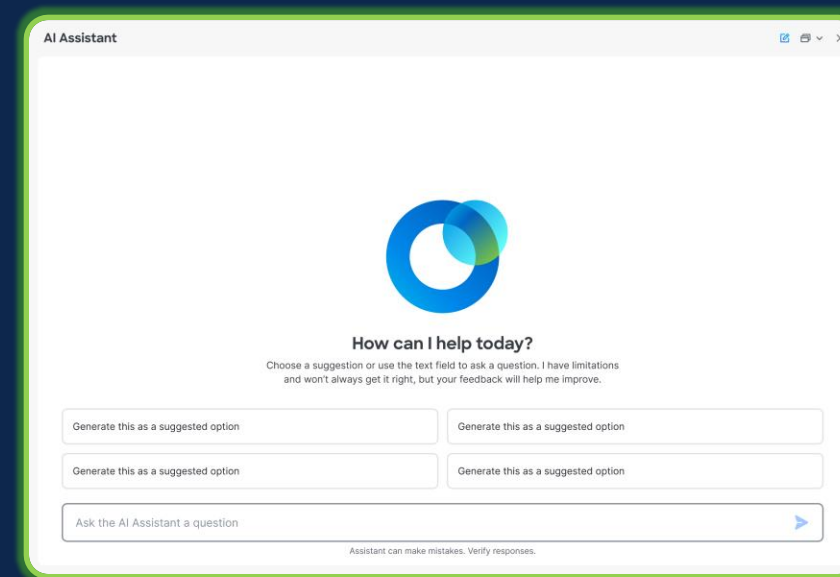 AI Assistant
How can I help today?
Choose a suggestion or use the text field to ask a question. I have limitations
and won't always get it right, but your feedback will help me improve.
Generate this as a suggested option
Generate this as a suggested option
Generate this as a suggested option
Generate this as a suggested option
Ask the AI Assistant a question
Assistant can make mistakes. Verify responses.